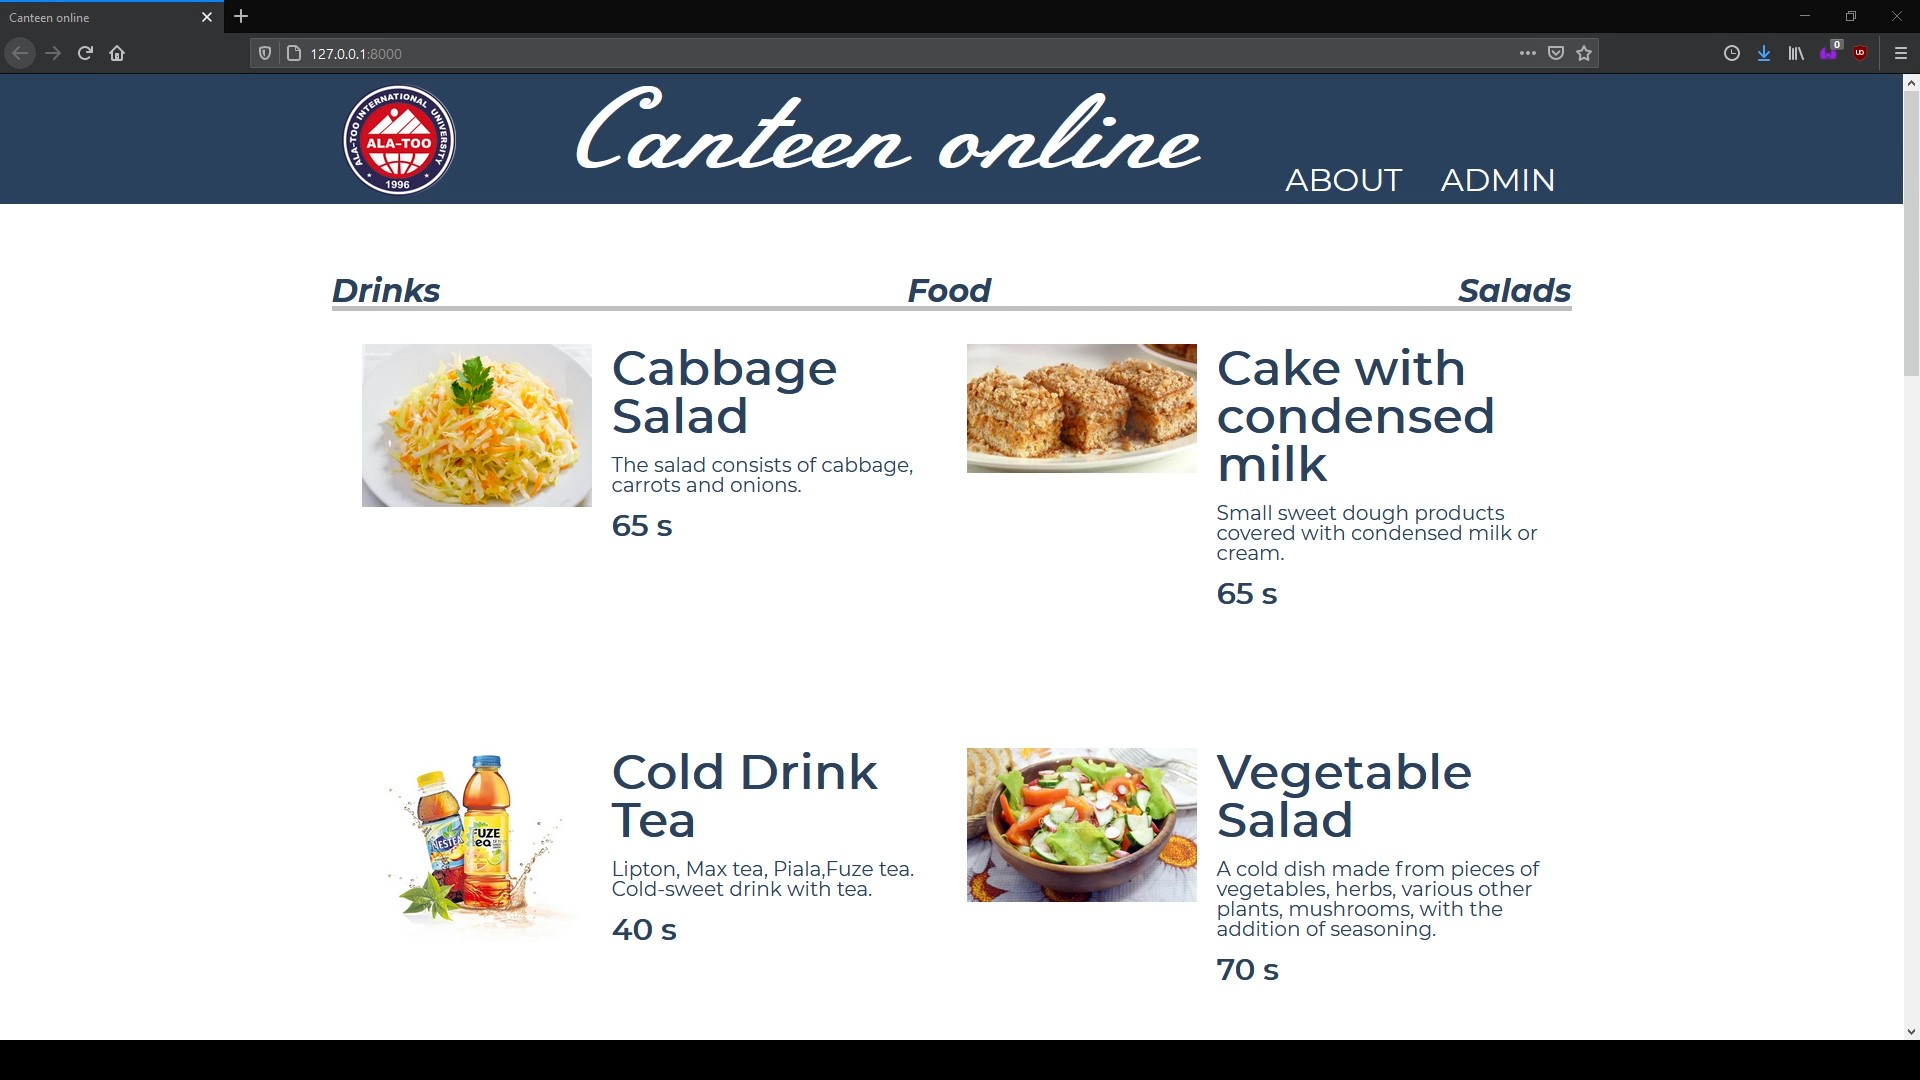 Canteen online
127.0.0.1:8000
0
ALA-TOO INTERNATIONAL UNIVERSITY
ALA-TOO
1996
Canteen online
ABOUT ADMIN
Drinks Food Salads
Cabbage
Salad
The salad consists of cabbage,
carrots and onions.
65 s
Cake with
condensed
milk
Small sweet dough products
covered with condensed milk or
cream.
65 s
NESTEA
FUZE
tea
Cold Drink
Tea
Lipton, Max tea, Piala,Fuze tea.
Cold-sweet drink with tea.
40 s
Vegetable
Salad
A cold dish made from pieces of
vegetables, herbs, various other
plants, mushrooms, with the
addition of seasoning.
70 s